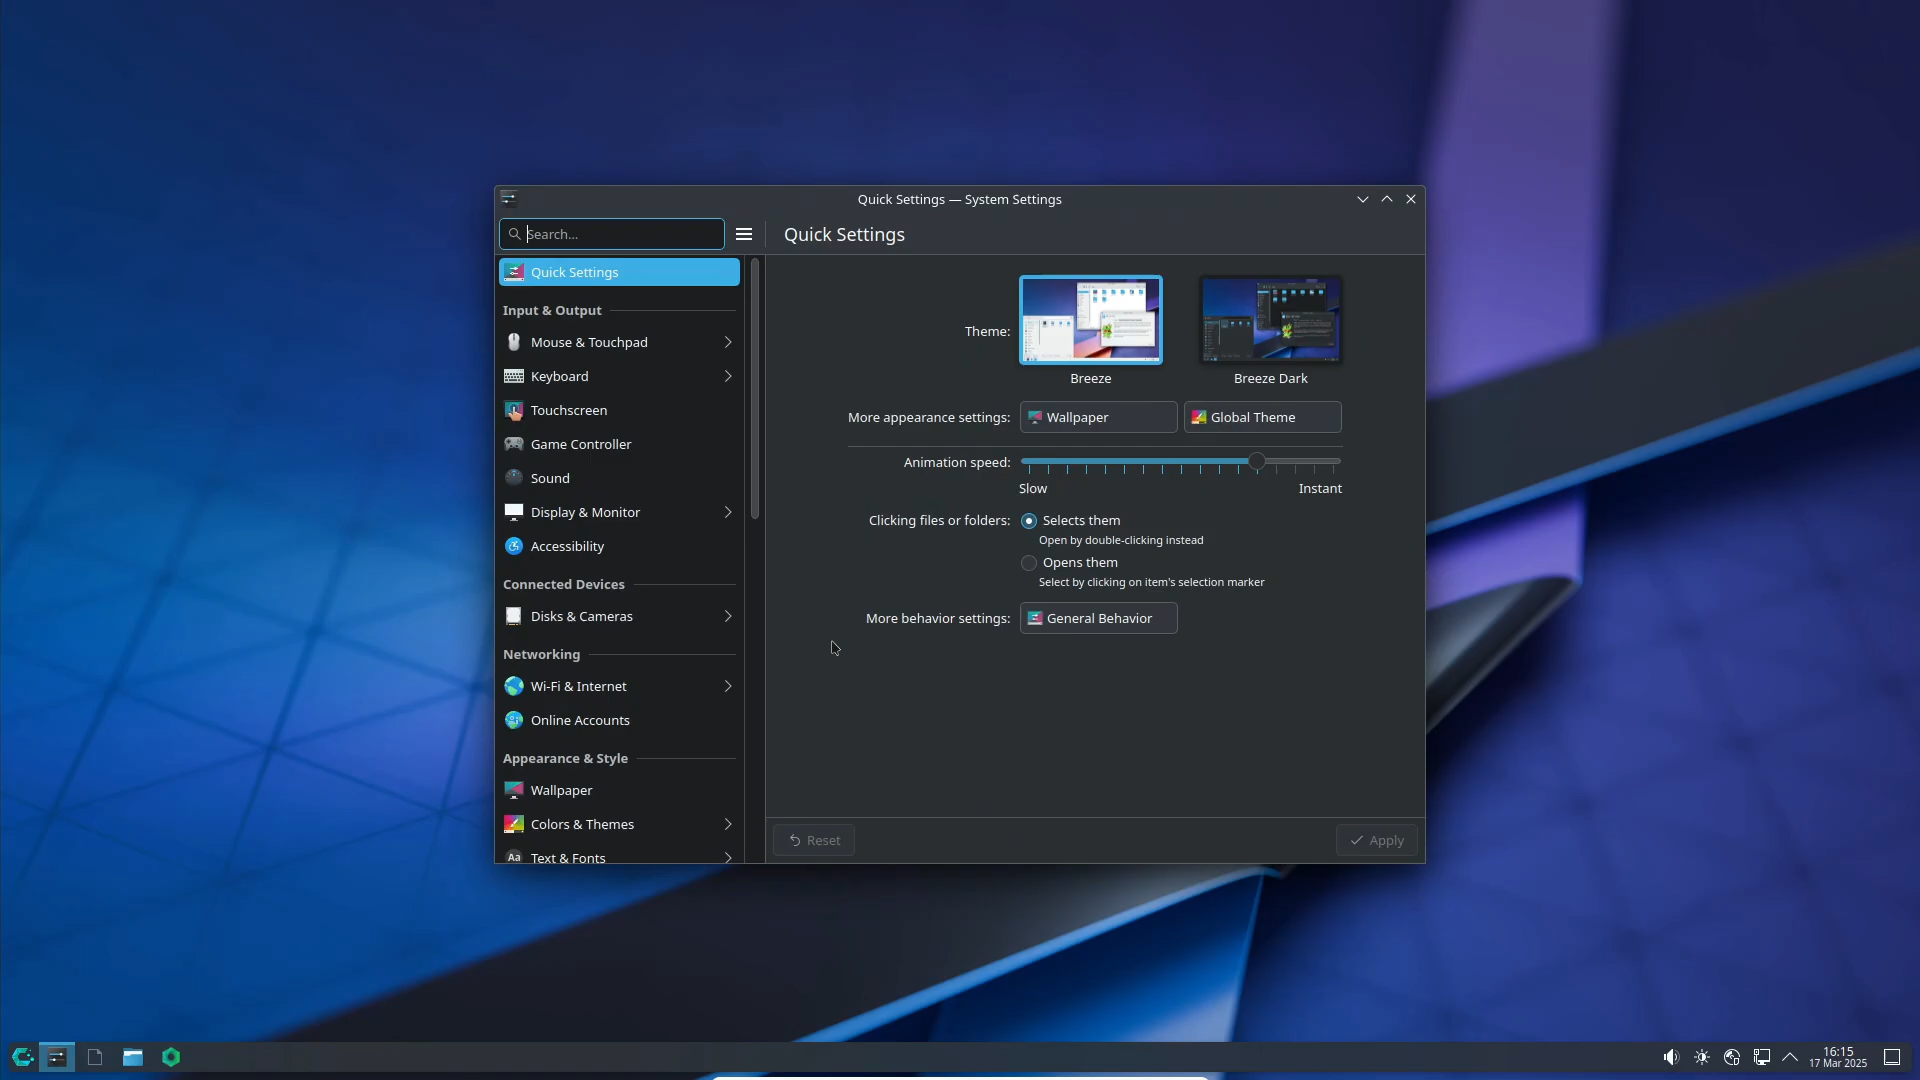 Quick Settings — System Settings
Search...
Quick Settings
Quick Settings
Input & Output
Mouse & Touchpad
Keyboard
Touchscreen
Game Controller
Sound
Display & Monitor
Accessibility
Connected Devices
Disks & Cameras
Networking
Wi-Fi & Internet
Online Accounts
Appearance & Style
Wallpaper
Colors & Themes
Aa Text & Fonts
Theme:
Breeze
Breeze Dark
More appearance settings:
Wallpaper
Global Theme
Animation speed:
Slow
Instant
Clicking files or folders:
Selects them
Open by double-clicking instead
Opens them
Select by clicking on item's selection marker
More behavior settings:
General Behavior
Reset
Apply
16:15
17 Mar 2025